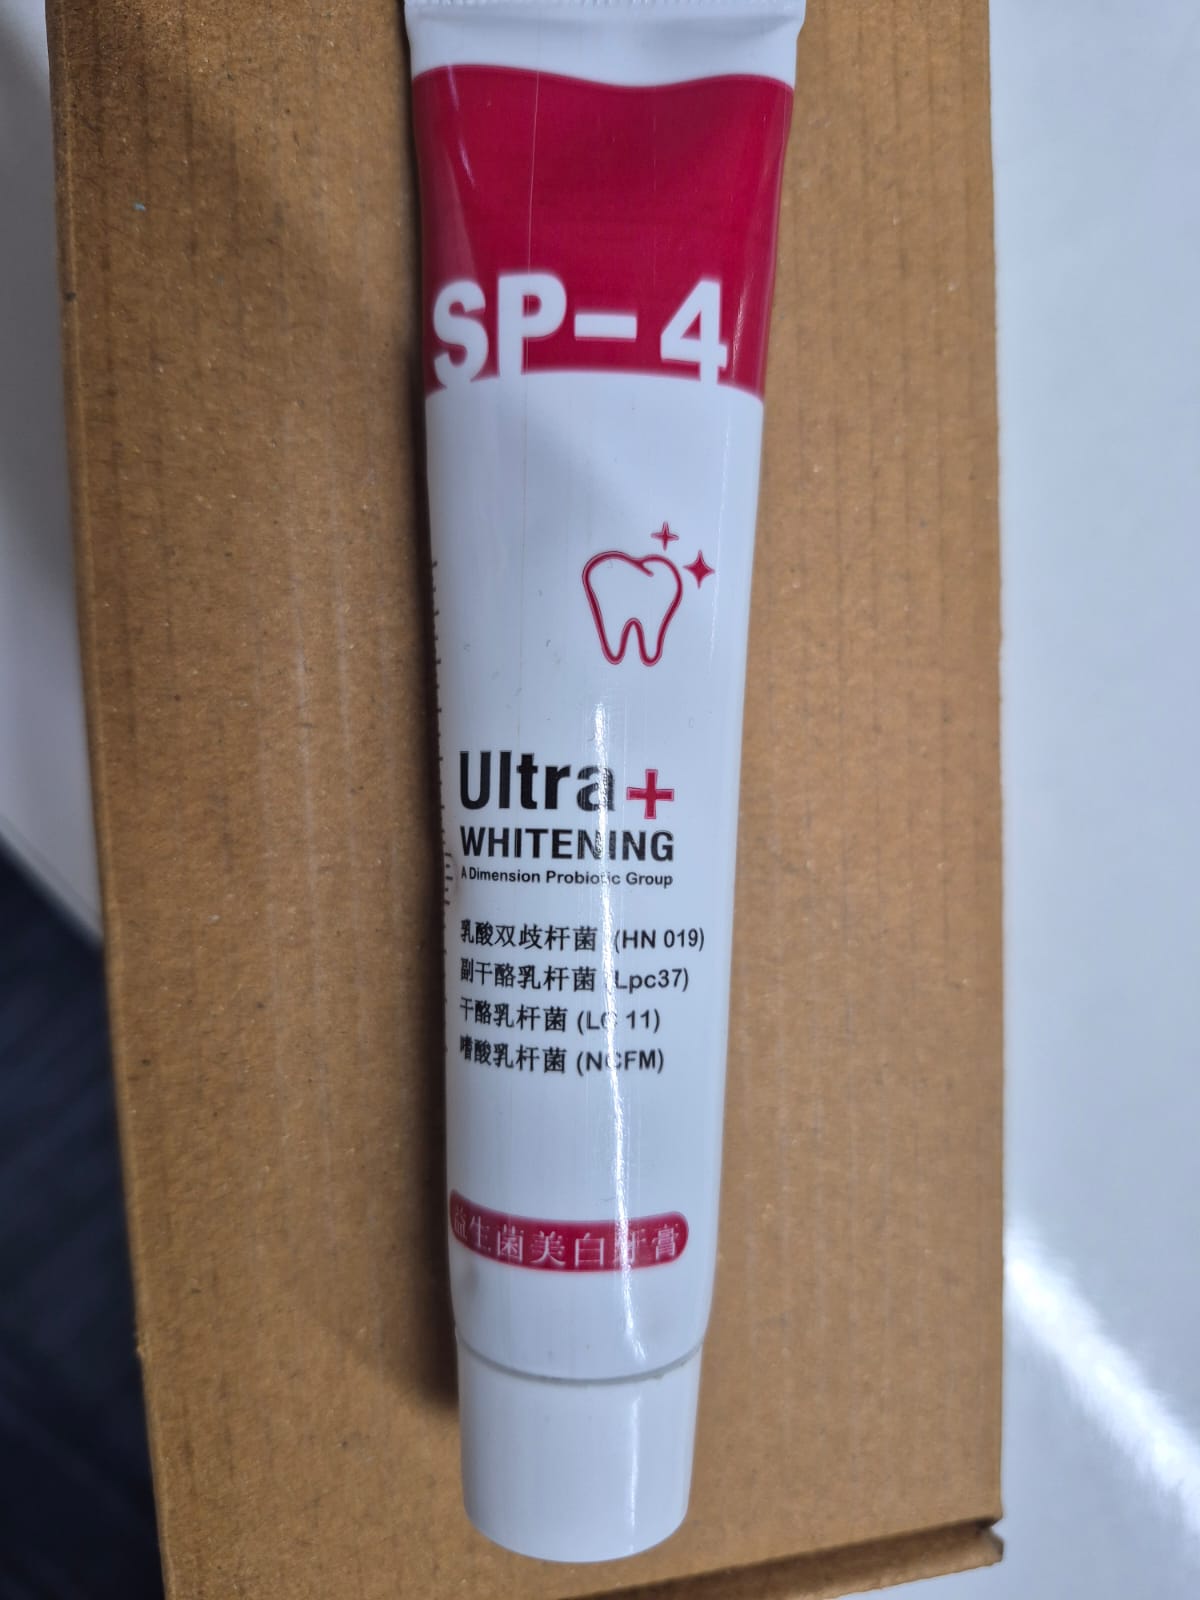 SP-4
Ultra+
WHITENING
A Dimension Probiotic Group
乳酸双歧杆菌 (HN 019)
副干酪乳杆菌 (Lpc37)
干酪乳杆菌 (LC 11)
嗜酸乳杆菌 (NCFM)
益生菌美白牙膏